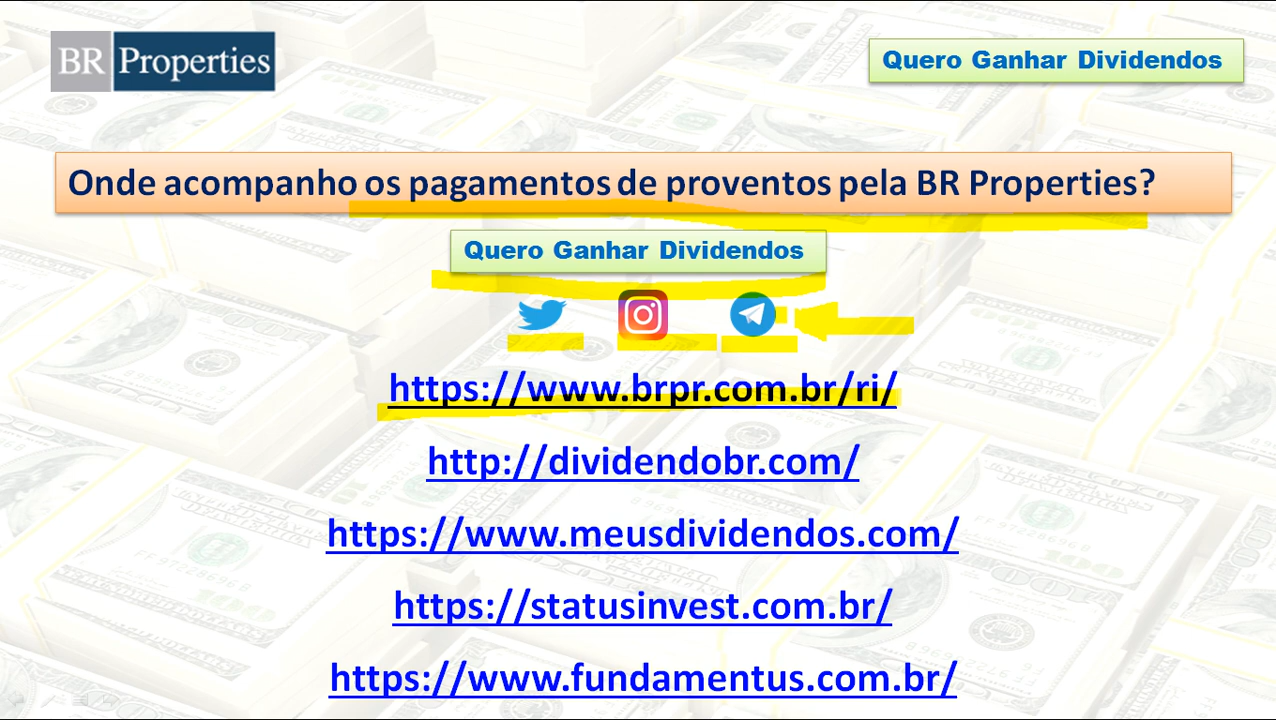 BR Properties
Quero Ganhar Dividendos
Onde acompanho os pagamentos de proventos pela BR Properties?
Quero Ganhar Dividendos
https://www.brpr.com.br/ri/
http://dividendobr.com/
https://www.meusdividendos.com/
https://statusinvest.com.br/
https://www.fundamentus.com.br/